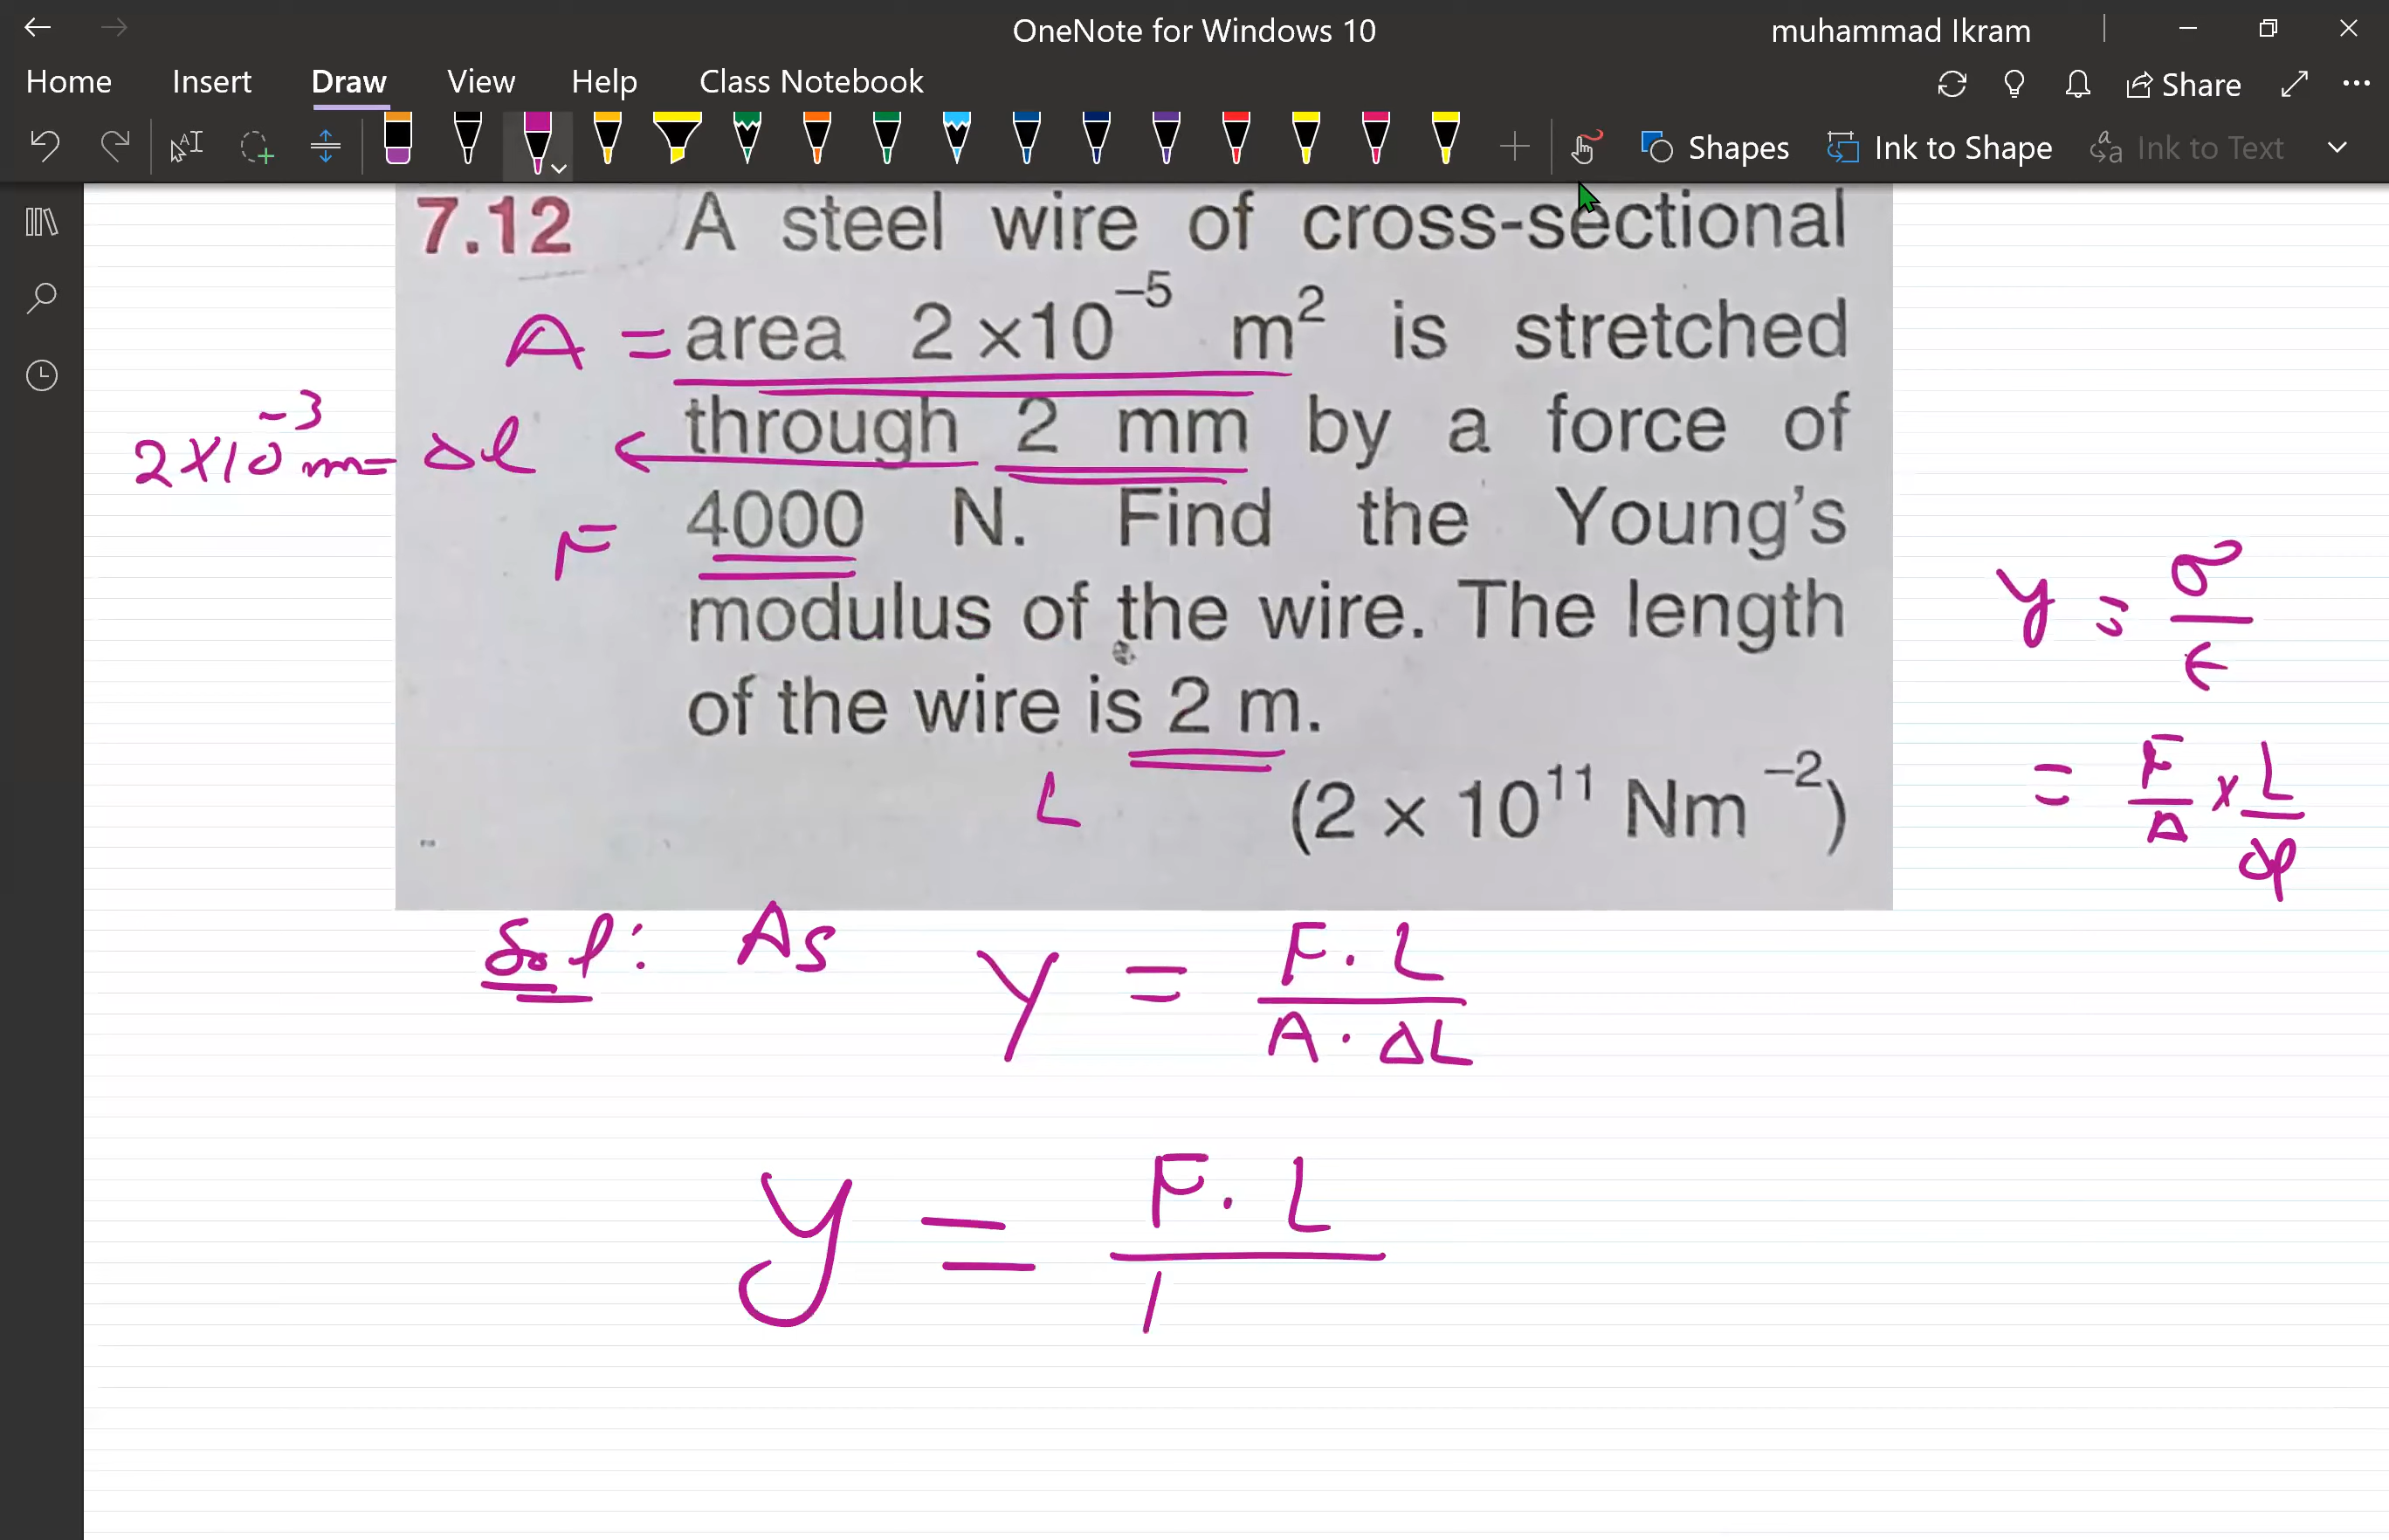 OneNote for Windows 10
muhammad Ikram
Home Insert Draw View Help Class Notebook
Share
Shapes Ink to Shape Ink to Text
7.12 A steel wire of cross-sectional
A = area 2 ×10⁻⁵ m² is stretched
through 2 mm by a force of
2×10⁻³ m = Δl
F = 4000 N. Find the Young's
modulus of the wire. The length
of the wire is 2 m.
L
(2 × 10¹¹ Nm⁻²)
y = σ/ε
= F/A × L/Δl
Sol: As Y = F.L / A.ΔL
y = F.L /